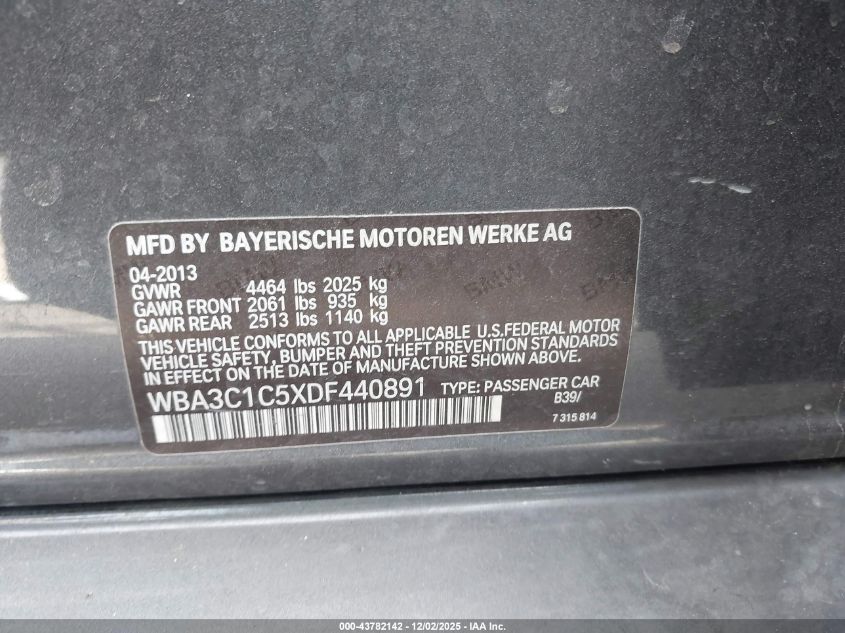 MFD BY BAYERISCHE MOTOREN WERKE AG
04-2013
GVWR 4464 lbs 2025 kg
GAWR FRONT 2061 lbs 935 kg
GAWR REAR 2513 lbs 1140 kg
THIS VEHICLE CONFORMS TO ALL APPLICABLE U.S.FEDERAL MOTOR
VEHICLE SAFETY, BUMPER AND THEFT PREVENTION STANDARDS
IN EFFECT ON THE DATE OF MANUFACTURE SHOWN ABOVE.
WBA3C1C5XDF440891 TYPE: PASSENGER CAR
B39/
7 315 814
000-43782142 - 12/02/2025 - IAA Inc.